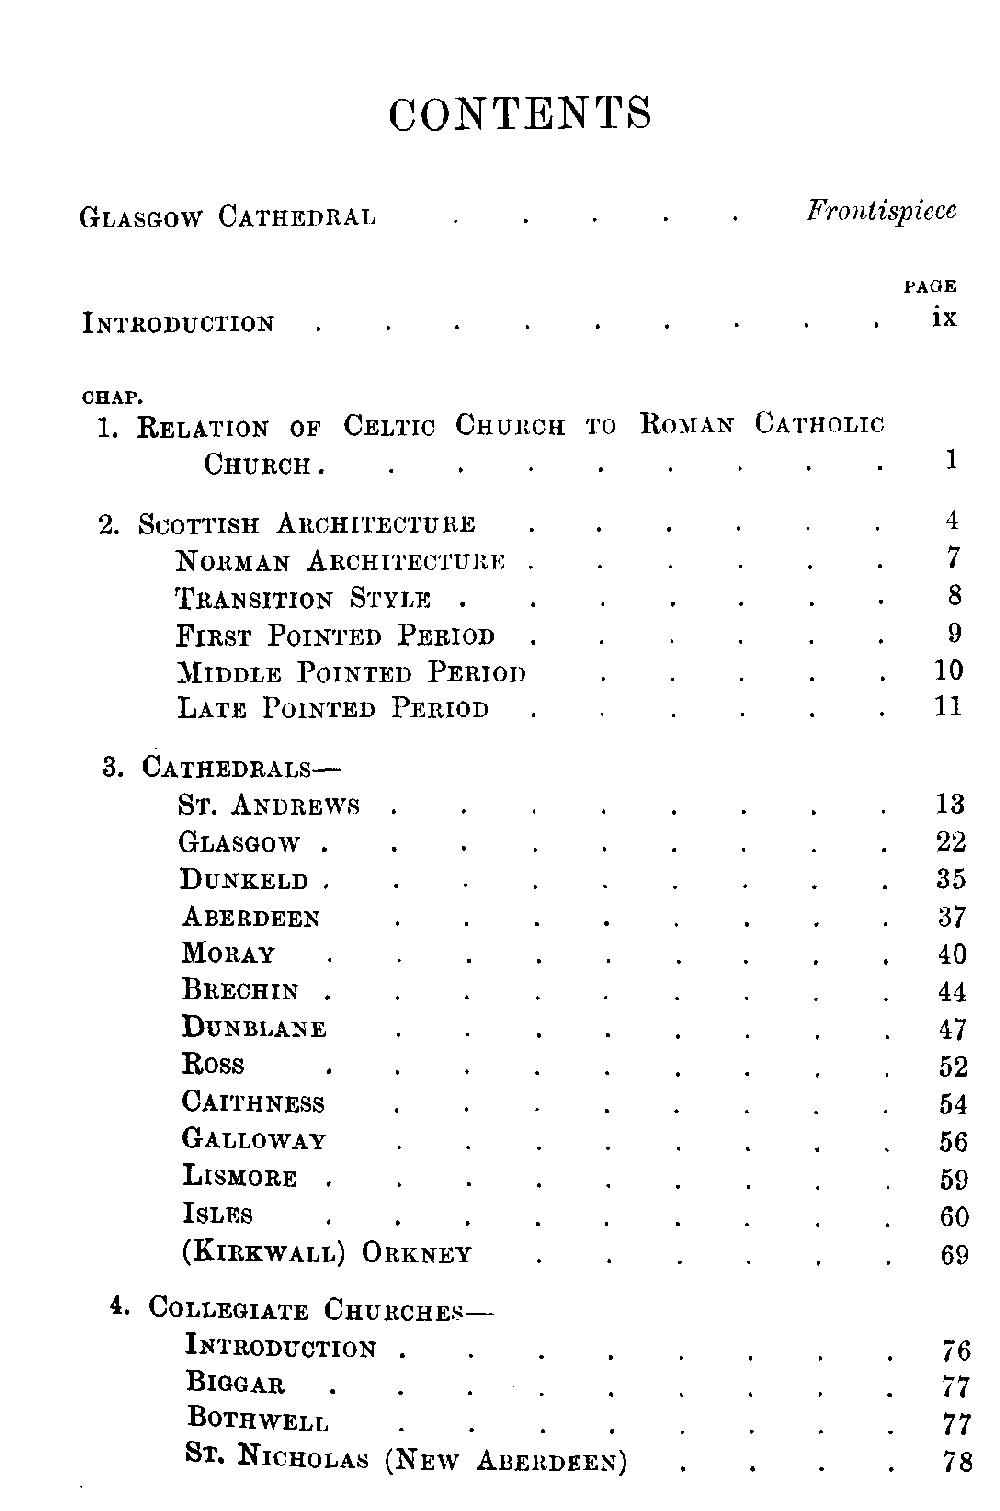 CONTENTS
GLASGOW CATHEDRAL . . . . . Frontispiece
PAGE
INTRODUCTION . . . . . . . . . ix
CHAP.
1. RELATION OF CELTIC CHURCH TO ROMAN CATHOLIC
CHURCH . . . . . . . . . 1
2. SCOTTISH ARCHITECTURE . . . . . . 4
NORMAN ARCHITECTURE . . . . . . 7
TRANSITION STYLE . . . . . . . 8
FIRST POINTED PERIOD . . . . . . 9
MIDDLE POINTED PERIOD . . . . . 10
LATE POINTED PERIOD . . . . . . 11
3. CATHEDRALS—
ST. ANDREWS . . . . . . . . 13
GLASGOW . . . . . . . . . 22
DUNKELD . . . . . . . . . 35
ABERDEEN . . . . . . . . 37
MORAY . . . . . . . . . 40
BRECHIN . . . . . . . . . 44
DUNBLANE . . . . . . . . 47
ROSS . . . . . . . . . 52
CAITHNESS . . . . . . . . 54
GALLOWAY . . . . . . . . 56
LISMORE . . . . . . . . . 59
ISLES . . . . . . . . . 60
(KIRKWALL) ORKNEY . . . . . . 69
4. COLLEGIATE CHURCHES—
INTRODUCTION . . . . . . . . 76
BIGGAR . . . . . . . . . 77
BOTHWELL . . . . . . . . 77
ST. NICHOLAS (NEW ABERDEEN) . . . . 78